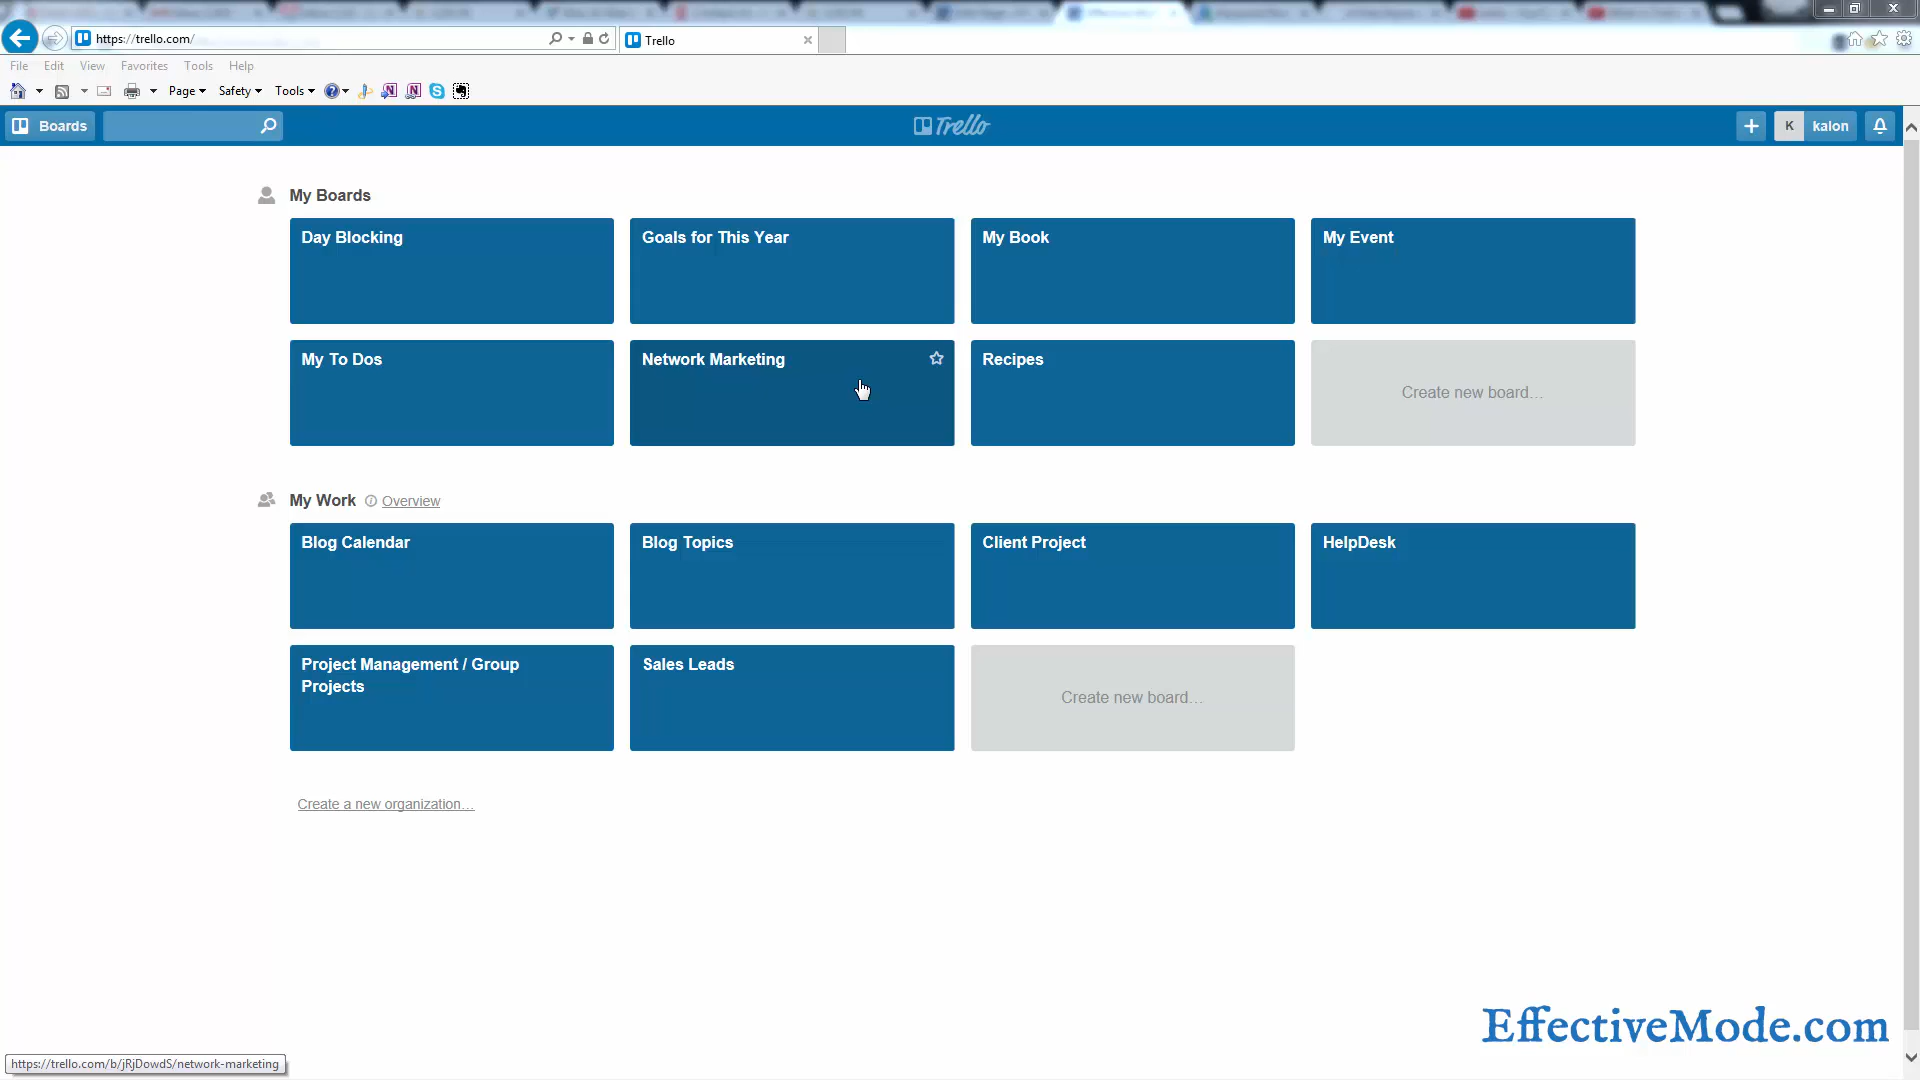 https://trello.com/
Trello
File Edit View Favorites Tools Help
Page Safety Tools
Boards
Trello
K kalon
My Boards
Day Blocking
Goals for This Year
My Book
My Event
My To Dos
Network Marketing
Recipes
Create new board…
My Work Overview
Blog Calendar
Blog Topics
Client Project
HelpDesk
Project Management / Group
Projects
Sales Leads
Create new board…
Create a new organization…
EffectiveMode.com
https://trello.com/b/jRjDowdS/network-marketing